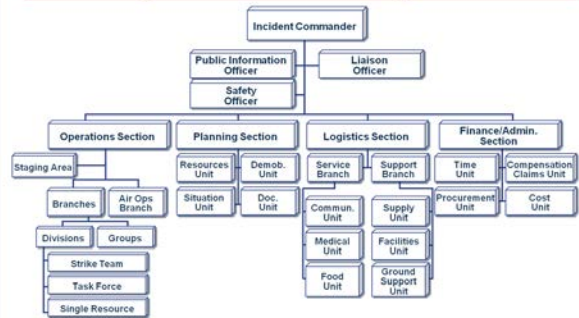 Incident Commander
Public Information
Officer
Liaison
Officer
Safety
Officer
Operations Section
Planning Section
Logistics Section
Finance/Admin.
Section
Staging Area
Resources
Unit
Demob.
Unit
Service
Branch
Support
Branch
Time
Unit
Compensation
Claims Unit
Branches
Air Ops
Branch
Situation
Unit
Doc.
Unit
Commun.
Unit
Supply
Unit
Procurement
Unit
Cost
Unit
Divisions
Groups
Medical
Unit
Facilities
Unit
Strike Team
Task Force
Single Resource
Food
Unit
Ground
Support
Unit